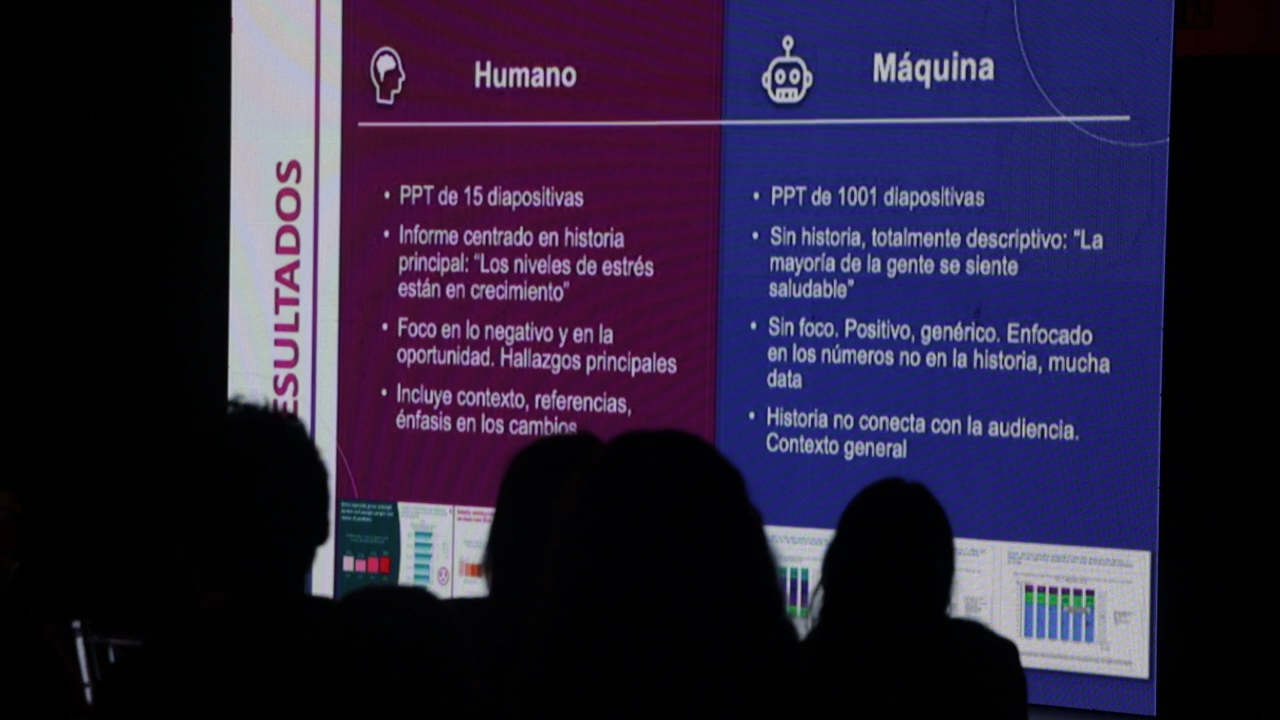 ESULTADOS
Humano
• PPT de 15 diapositivas
• Informe centrado en historia
principal: “Los niveles de estrés
están en crecimiento”
• Foco en lo negativo y en la
oportunidad. Hallazgos principales
• Incluye contexto, referencias,
énfasis en los cambios
Máquina
• PPT de 1001 diapositivas
• Sin historia, totalmente descriptivo: “La
mayoría de la gente se siente
saludable”
• Sin foco. Positivo, genérico. Enfocado
en los números no en la historia, mucha
data
• Historia no conecta con la audiencia.
Contexto general